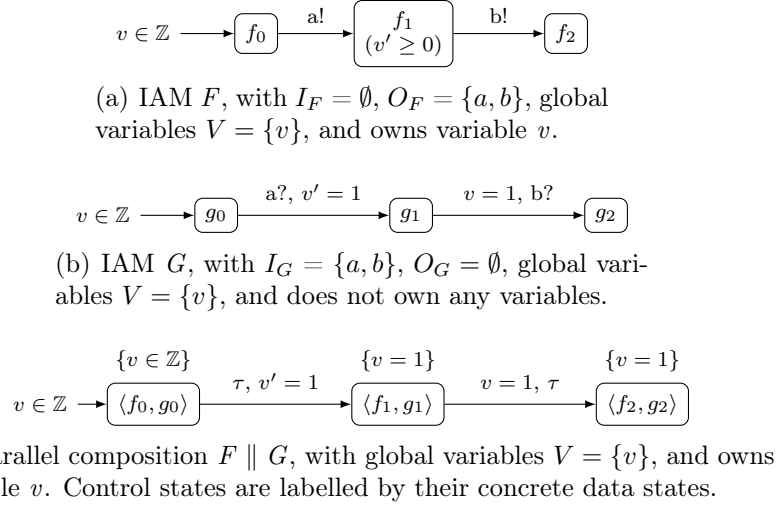 v ∈ ℤ f₀ a! f₁ (v′ ≥ 0) b! f₂
(a) IAM F, with I_F = ∅, O_F = {a, b}, global
variables V = {v}, and owns variable v.
v ∈ ℤ g₀ a?, v′ = 1 g₁ v = 1, b? g₂
(b) IAM G, with I_G = {a, b}, O_G = ∅, global vari-
ables V = {v}, and does not own any variables.
{v ∈ ℤ} {v = 1} {v = 1}
v ∈ ℤ ⟨f₀, g₀⟩ τ, v′ = 1 ⟨f₁, g₁⟩ v = 1, τ ⟨f₂, g₂⟩
composition F ∥ G, with global variables V = {v}, and owns
v. Control states are labelled by their concrete data states.